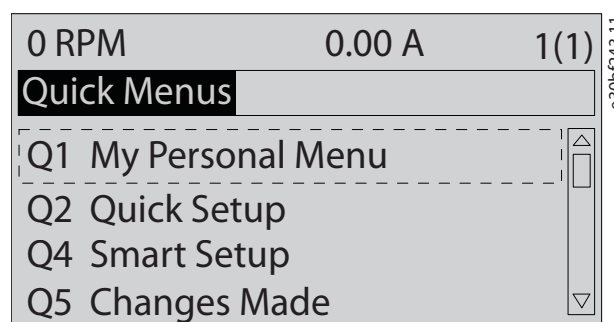 0 RPM 0.00 A 1(1)
Quick Menus
Q1 My Personal Menu
Q2 Quick Setup
Q4 Smart Setup
Q5 Changes Made